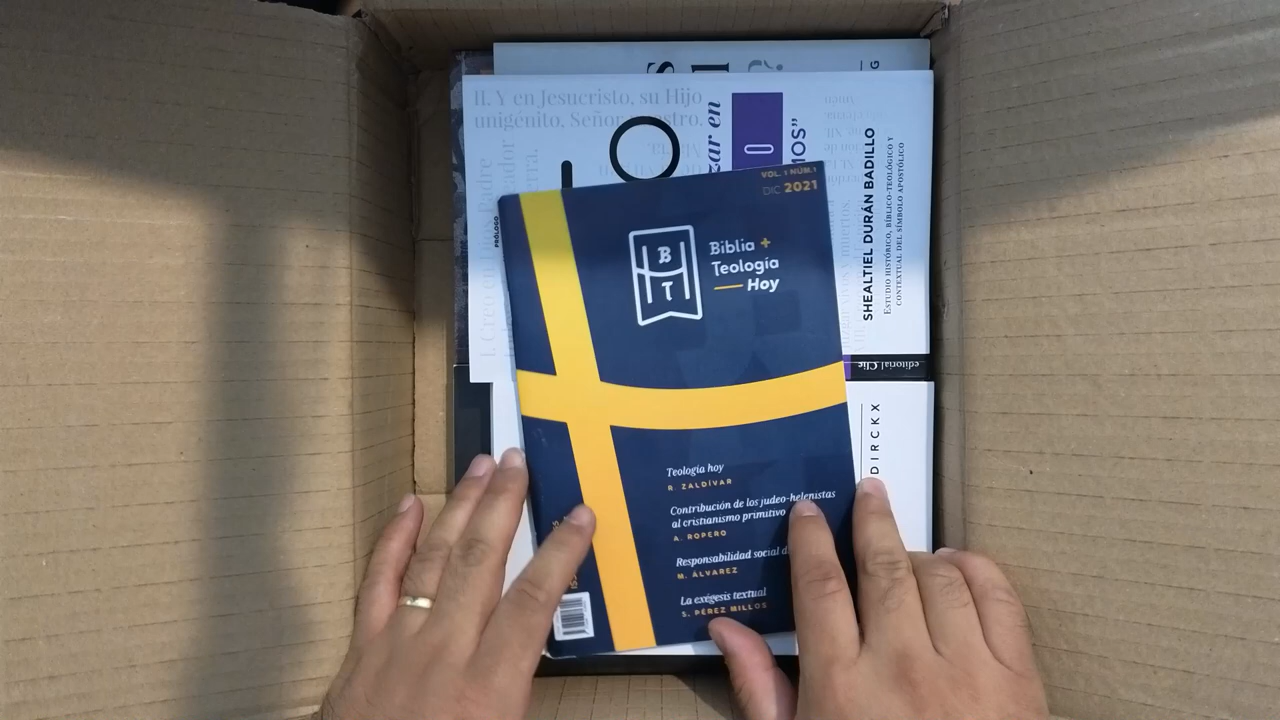 VOL. 1 NÚM.1
DIC 2021
B
T
Biblia +
Teología
Hoy
Teología hoy
R. ZALDÍVAR
Contribución de los judeo-helenistas
al cristianismo primitivo
A. ROPERO
Responsabilidad social
M. ÁLVAREZ
La exégesis textual
S. PÉREZ MILLOS
II. Y en Jesucristo, su Hijo
unigénito, Señor nuestro.
PRÓLOGO
SHEALTIEL DURÁN BADILLO
ESTUDIO HISTÓRICO, BÍBLICO-TEOLÓGICO Y
CONTEXTUAL DEL SÍMBOLO APOSTÓLICO
editorial Clie
DIRCKX